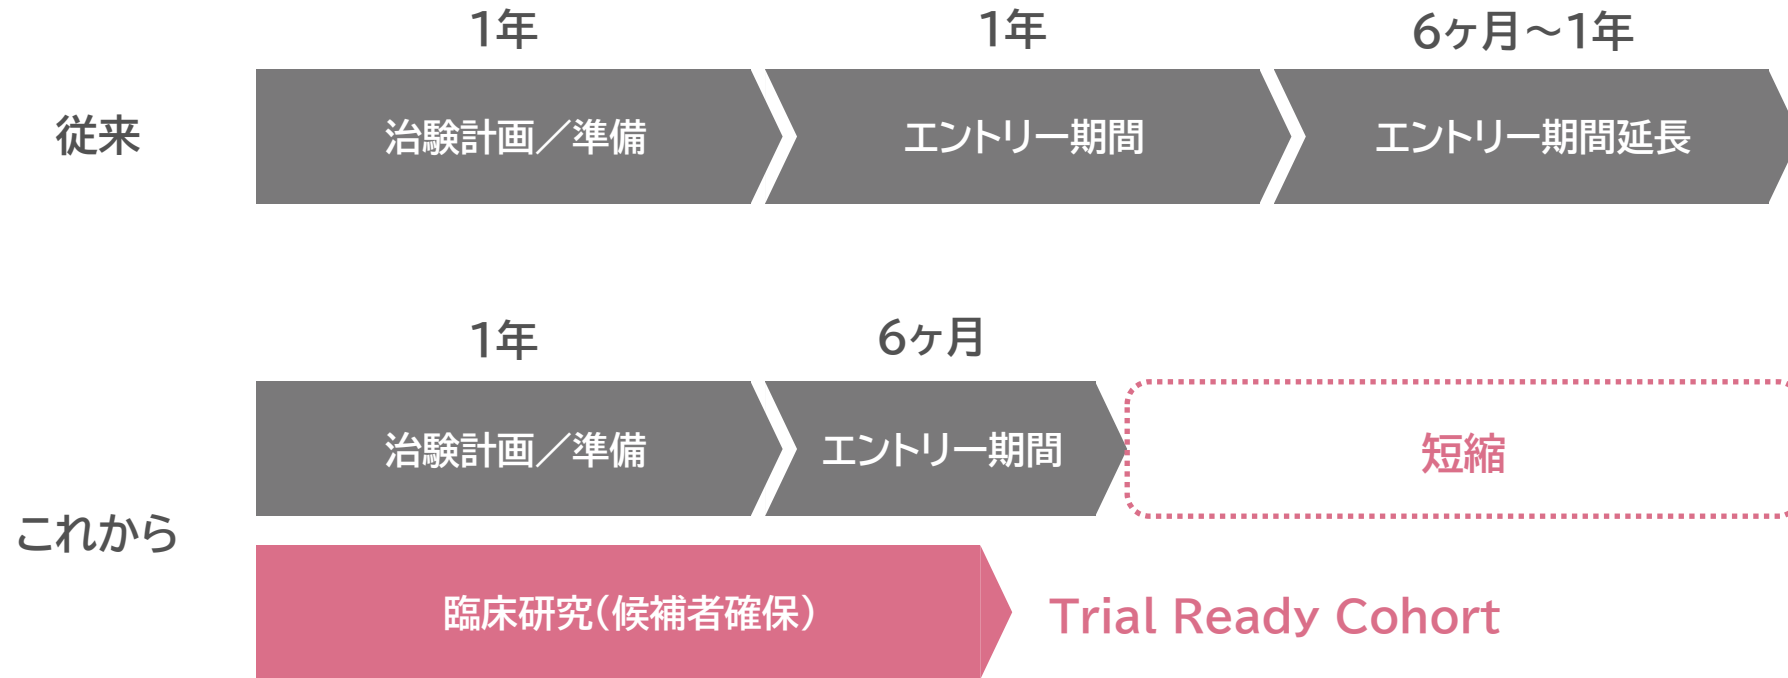 1年
1年
6ヶ月～1年
従来
治験計画／準備
エントリー期間
エントリー期間延長
1年
6ヶ月
治験計画／準備
エントリー期間
短縮
これから
臨床研究（候補者確保）
Trial Ready Cohort